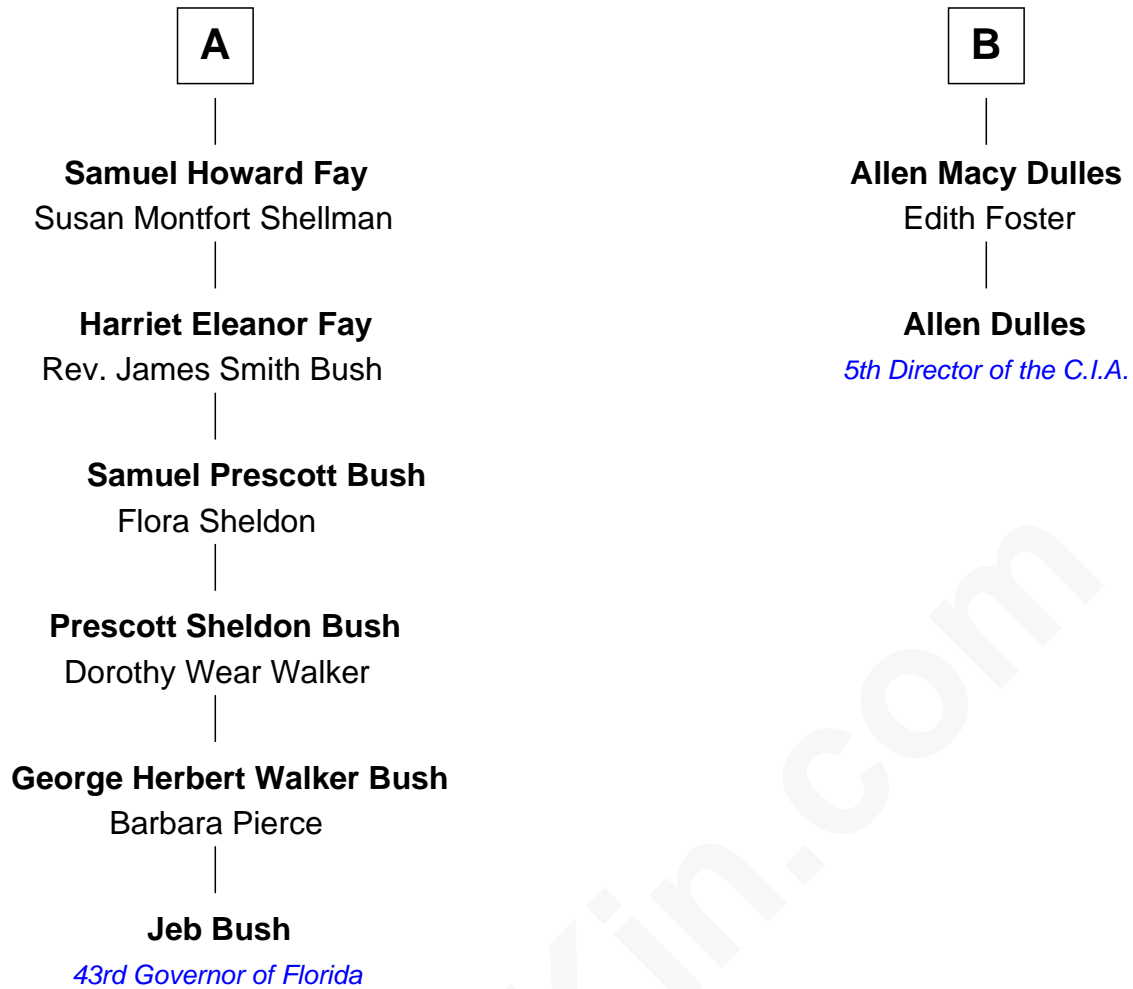 A
Samuel Howard Fay
Susan Montfort Shellman
Harriet Eleanor Fay
Rev. James Smith Bush
Samuel Prescott Bush
Flora Sheldon
Prescott Sheldon Bush
Dorothy Wear Walker
George Herbert Walker Bush
Barbara Pierce
Jeb Bush
43rd Governor of Florida
B
Allen Macy Dulles
Edith Foster
Allen Dulles
5th Director of the C.I.A.